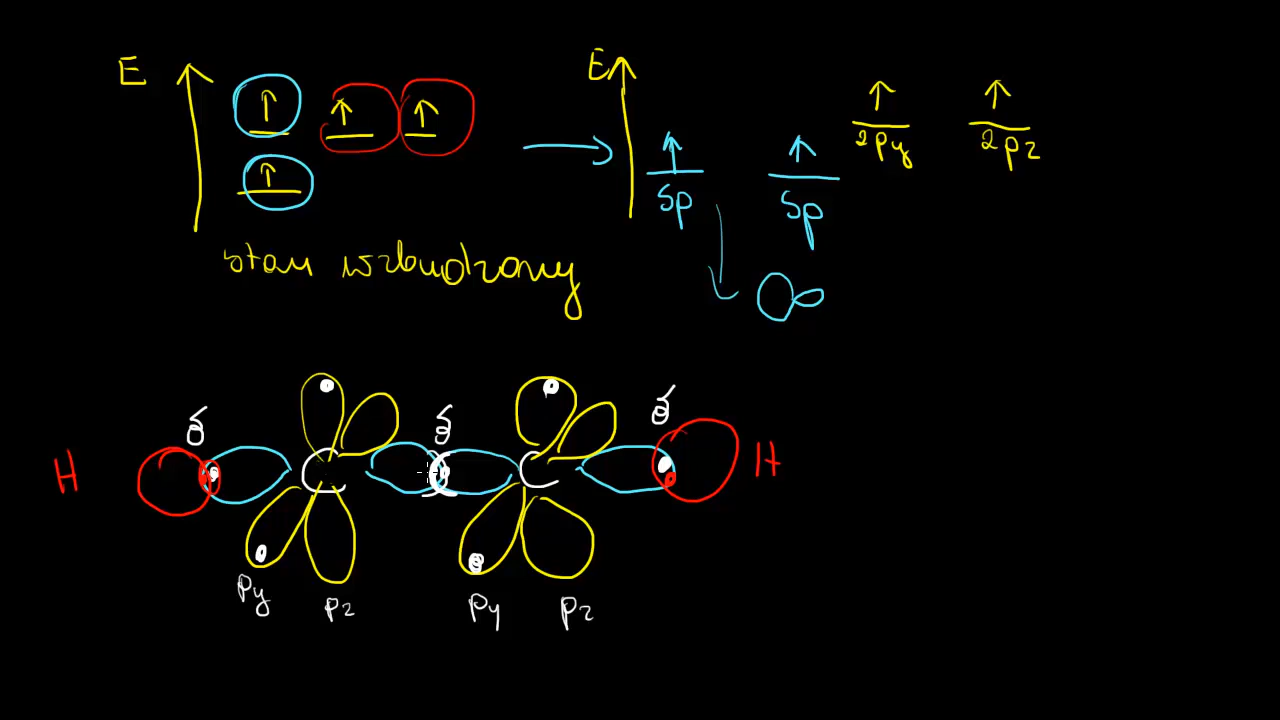 E E
2py 2pz
sp sp
stan wzbudzony
δ δ δ
H C C H
py pz py pz